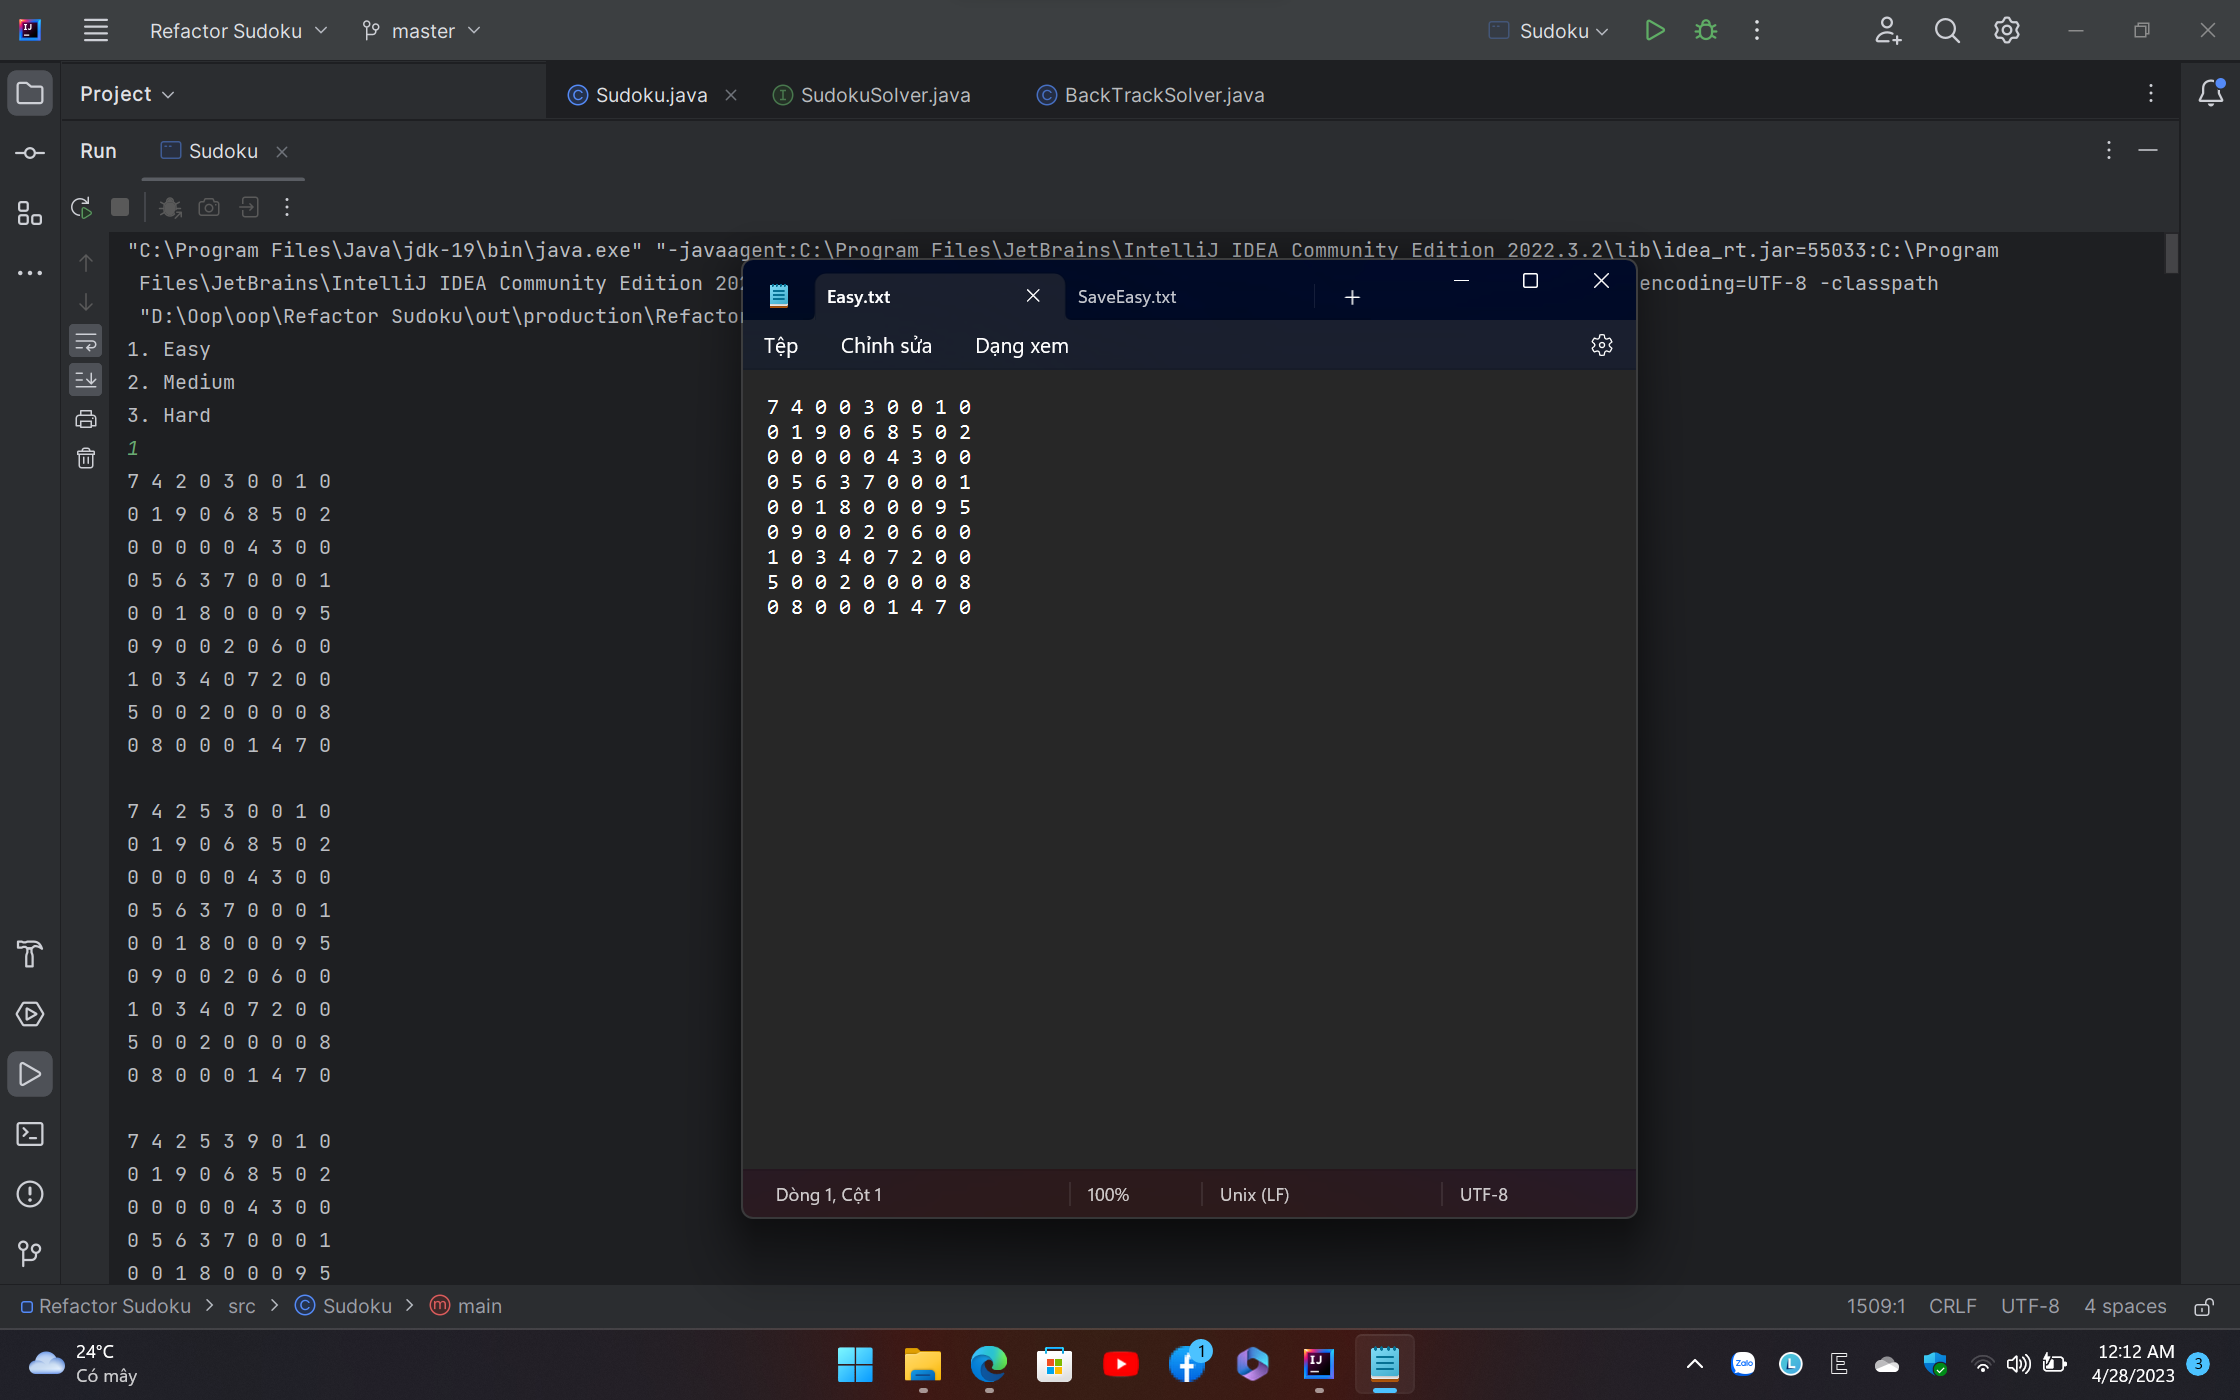 Refactor Sudoku
master
Sudoku
Project
Sudoku.java
SudokuSolver.java
BackTrackSolver.java
Run
Sudoku
"C:\Program Files\Java\jdk-19\bin\java.exe" "-javaagent:C:\Program Files\JetBrains\IntelliJ IDEA Community Edition 2022.3.2\lib\idea_rt.jar=55033:C:\Program
Files\JetBrains\IntelliJ IDEA Community Edition encoding=UTF-8 -classpath
"D:\Oop\oop\Refactor Sudoku\out\production\Refactor
1. Easy
2. Medium
3. Hard
1
7 4 2 0 3 0 0 1 0
0 1 9 0 6 8 5 0 2
0 0 0 0 0 4 3 0 0
0 5 6 3 7 0 0 0 1
0 0 1 8 0 0 0 9 5
0 9 0 0 2 0 6 0 0
1 0 3 4 0 7 2 0 0
5 0 0 2 0 0 0 0 8
0 8 0 0 0 1 4 7 0
7 4 2 5 3 0 0 1 0
0 1 9 0 6 8 5 0 2
0 0 0 0 0 4 3 0 0
0 5 6 3 7 0 0 0 1
0 0 1 8 0 0 0 9 5
0 9 0 0 2 0 6 0 0
1 0 3 4 0 7 2 0 0
5 0 0 2 0 0 0 0 8
0 8 0 0 0 1 4 7 0
7 4 2 5 3 9 0 1 0
0 1 9 0 6 8 5 0 2
0 0 0 0 0 4 3 0 0
0 5 6 3 7 0 0 0 1
0 0 1 8 0 0 0 9 5
Easy.txt
SaveEasy.txt
Tệp
Chỉnh sửa
Dạng xem
7 4 0 0 3 0 0 1 0
0 1 9 0 6 8 5 0 2
0 0 0 0 0 4 3 0 0
0 5 6 3 7 0 0 0 1
0 0 1 8 0 0 0 9 5
0 9 0 0 2 0 6 0 0
1 0 3 4 0 7 2 0 0
5 0 0 2 0 0 0 0 8
0 8 0 0 0 1 4 7 0
Dòng 1, Cột 1
100%
Unix (LF)
UTF-8
Refactor Sudoku > src > Sudoku > main
1509:1
CRLF
UTF-8
4 spaces
24°C
Có mây
1
Zalo
12:12 AM
4/28/2023
3